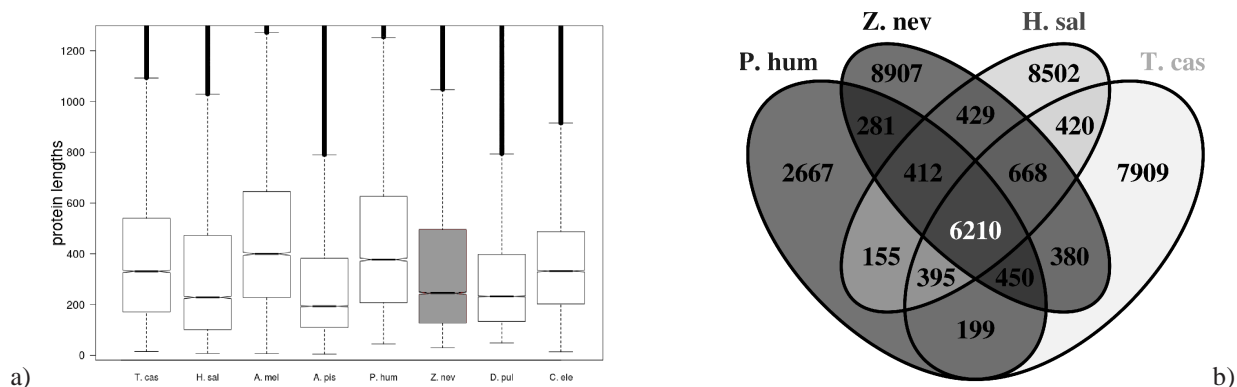 1200
1000
800
600
400
200
0
protein lengths
T. cas H. sal A. mel A. pis P. hum Z. nev D. pul C. ele
a)
Z. nev H. sal
P. hum T. cas
8907 8502
281 429 420
2667 412 668 7909
6210
155 395 450 380
199
b)